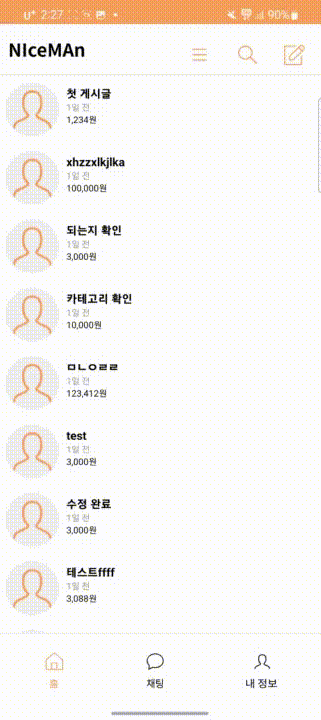 U+ 2:27
90%
NIceMAn
첫 게시글
1일 전
1,234원
xhzzxlkjlka
1일 전
100,000원
되는지 확인
1일 전
3,000원
카테고리 확인
1일 전
10,000원
ㅁㄴㅇㄹㄹ
1일 전
123,412원
test
1일 전
3,000원
수정 완료
1일 전
3,000원
테스트ffff
1일 전
3,088원
홈
채팅
내 정보